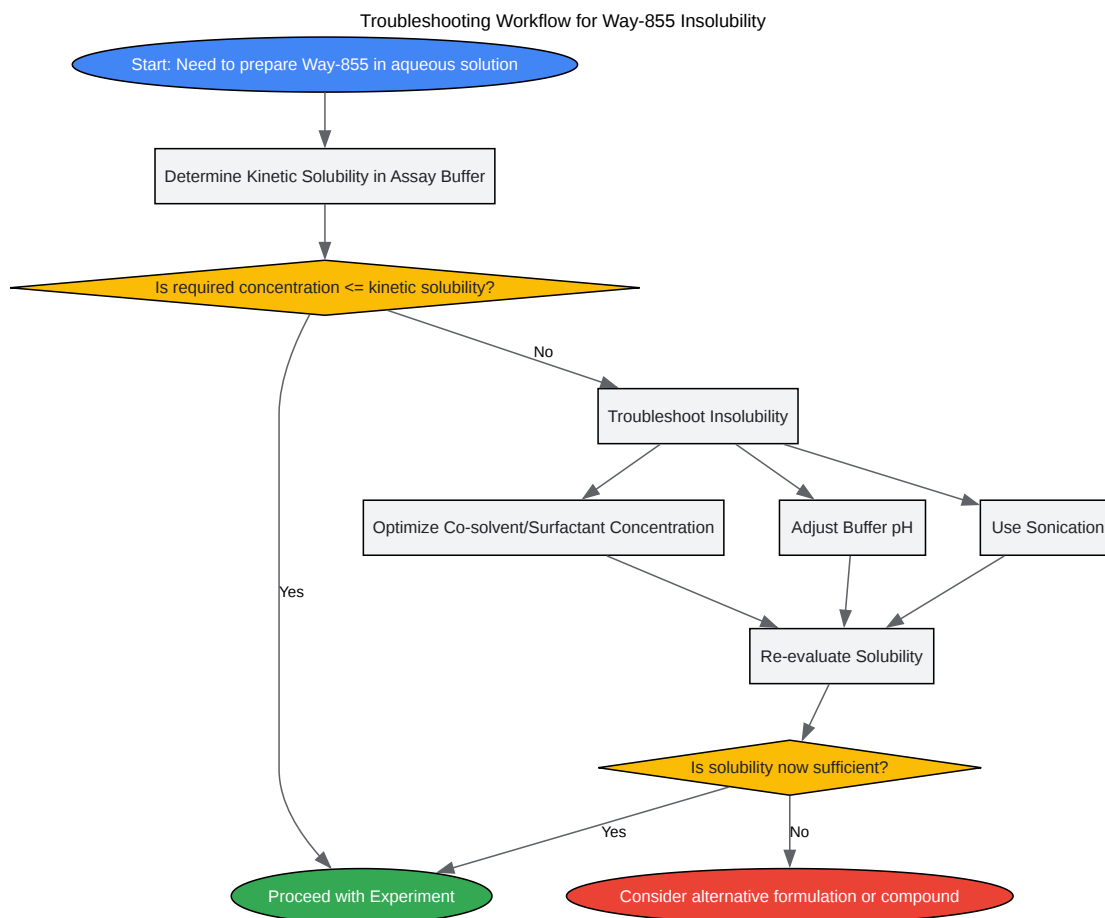 Troubleshooting Workflow for Way-855 Insolubility
Start: Need to prepare Way-855 in aqueous solution
Determine Kinetic Solubility in Assay Buffer
Is required concentration <= kinetic solubility?
No
Troubleshoot Insolubility
Optimize Co-solvent/Surfactant Concentration
Adjust Buffer pH
Use Sonication
Yes
Re-evaluate Solubility
Is solubility now sufficient?
Yes
No
Proceed with Experiment
Consider alternative formulation or compound